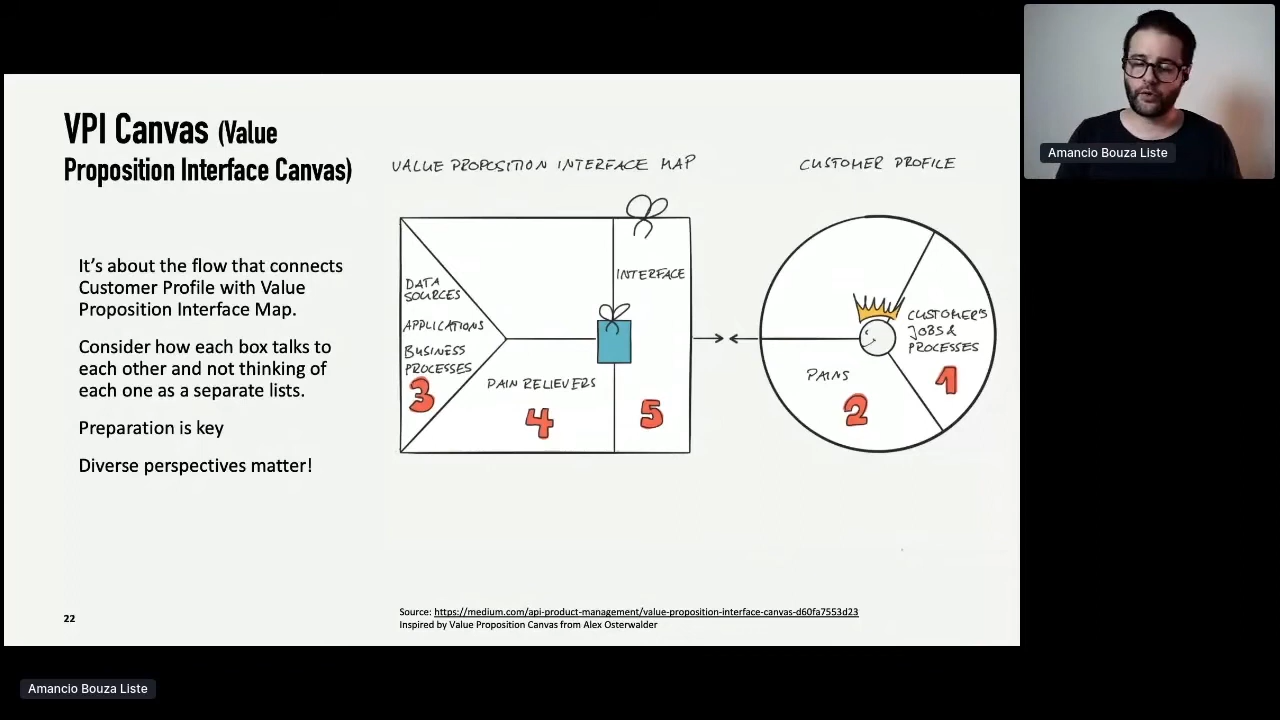 VPI Canvas (Value
Proposition Interface Canvas)
It's about the flow that connects
Customer Profile with Value
Proposition Interface Map.
Consider how each box talks to
each other and not thinking of
each one as a separate lists.
Preparation is key
Diverse perspectives matter!
VALUE PROPOSITION INTERFACE MAP
DATA
SOURCES
APPLICATIONS
BUSINESS
PROCESSES
3
PAIN RELIEVERS
4
INTERFACE
5
CUSTOMER PROFILE
CUSTOMER'S
JOBS &
PROCESSES
1
PAINS
2
22
Source: https://medium.com/api-product-management/value-proposition-interface-canvas-d60fa7553d23
Inspired by Value Proposition Canvas from Alex Osterwalder
Amancio Bouza Liste
Amancio Bouza Liste